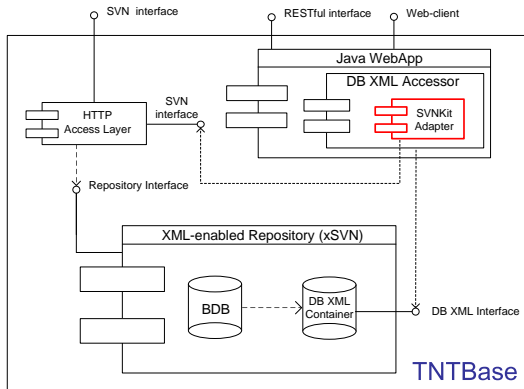 SVN interface
RESTful interface
Web-client
Java WebApp
DB XML Accessor
SVNKit
Adapter
HTTP
Access Layer
SVN
interface
Repository Interface
XML-enabled Repository (xSVN)
BDB
DB XML
Container
DB XML Interface
TNTBase